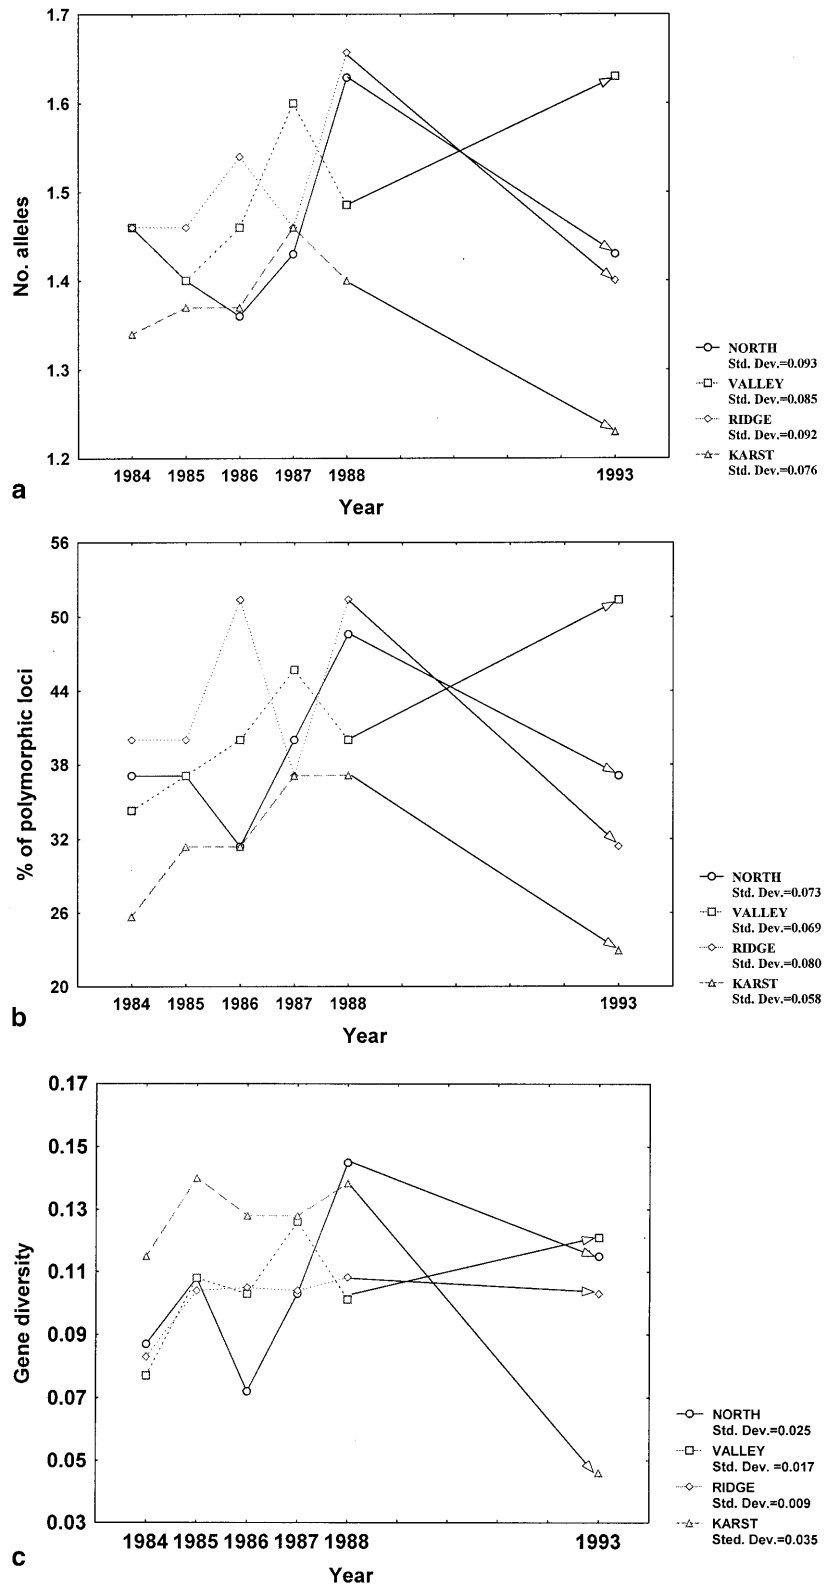 1.7
1.6
1.5
1.4
1.3
1.2
No. alleles
1984 1985 1986 1987 1988 1993
Year
a
NORTH
Std. Dev.=0.093
VALLEY
Std. Dev.=0.085
RIDGE
Std. Dev.=0.092
KARST
Std. Dev.=0.076
56
50
44
38
32
26
20
% of polymorphic loci
1984 1985 1986 1987 1988 1993
Year
b
NORTH
Std. Dev.=0.073
VALLEY
Std. Dev.=0.069
RIDGE
Std. Dev.=0.080
KARST
Std. Dev.=0.058
0.17
0.15
0.13
0.11
0.09
0.07
0.05
0.03
Gene diversity
1984 1985 1986 1987 1988 1993
Year
c
NORTH
Std. Dev.=0.025
VALLEY
Std. Dev. =0.017
RIDGE
Std. Dev.=0.009
KARST
Sted. Dev.=0.035